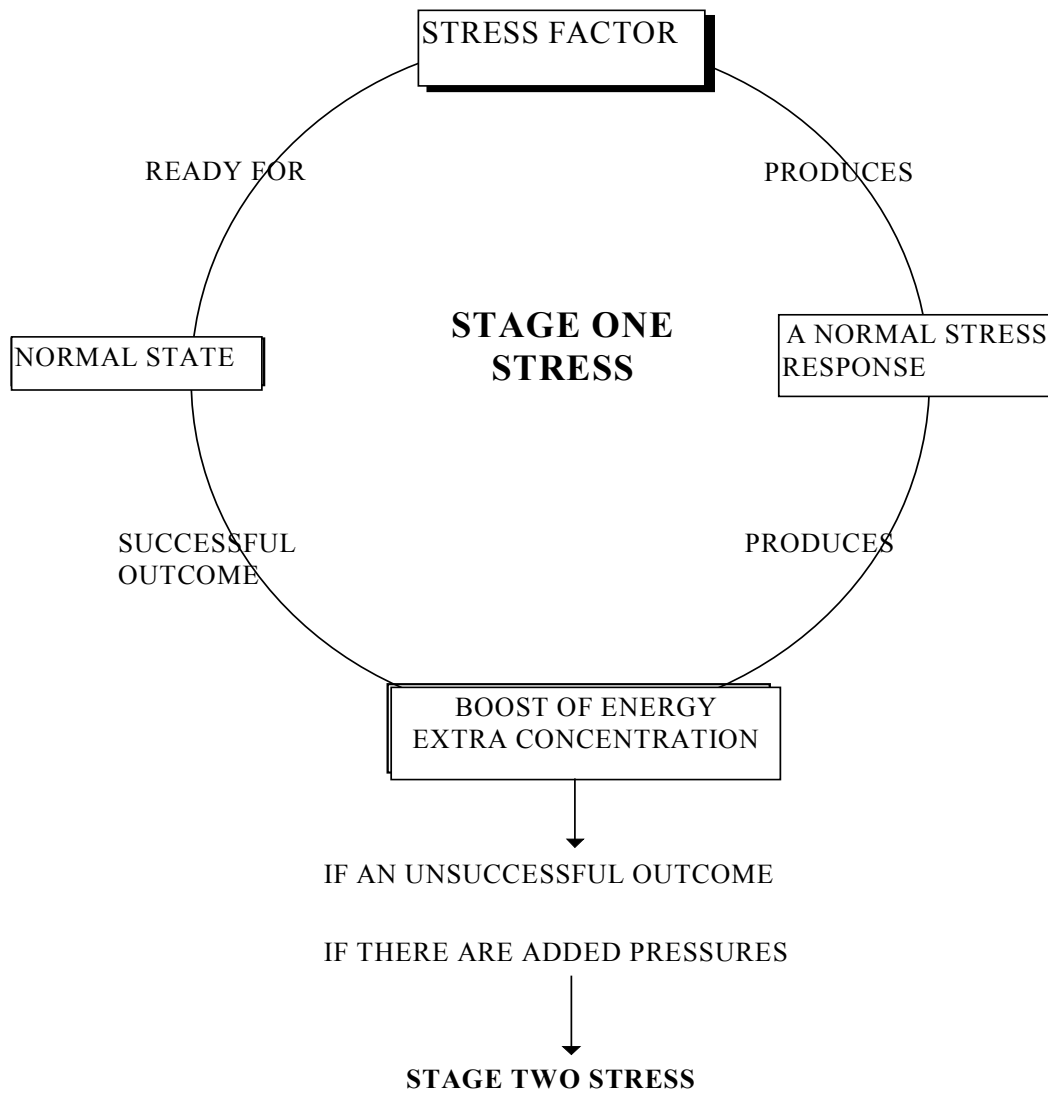 STRESS FACTOR
READY FOR
PRODUCES
STAGE ONE
STRESS
NORMAL STATE
A NORMAL STRESS
RESPONSE
SUCCESSFUL
OUTCOME
PRODUCES
BOOST OF ENERGY
EXTRA CONCENTRATION
IF AN UNSUCCESSFUL OUTCOME
IF THERE ARE ADDED PRESSURES
STAGE TWO STRESS